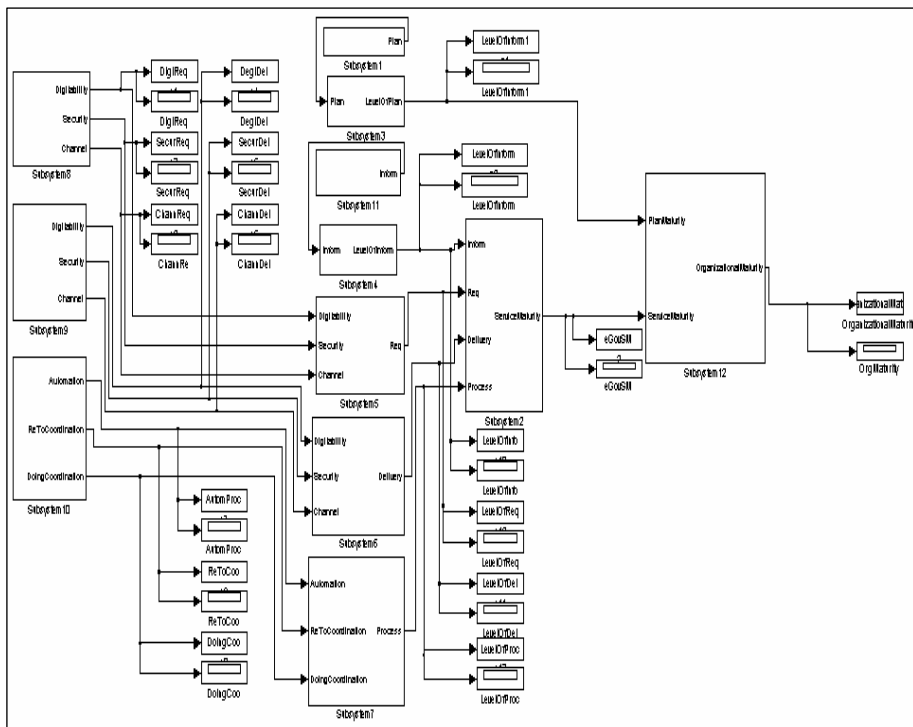 Plan
Subsystem1
Plan
LevelOfPlan
Subsystem3
LevelOfInform1
LevelOfInform1
Digitability
Security
Channel
Subsystem8
DigiReq
DigiReq
SecurReq
SecurReq
ChannReq
ChannRe
DegiDel
DegiDel
SecurDel
SecurDel
ChannDel
ChannDel
Inform
Subsystem11
Inform
LevelOfInform
Subsystem4
LevelOfInform
LevelOfInform
Digitability
Security
Channel
Subsystem9
Digitability
Security
Channel
Req
Subsystem5
Inform
Req
Delivery
Process
ServiceMaturity
Subsystem2
eGovSM
eGovSM
PlanMaturity
ServiceMaturity
OrganizationalMaturity
Subsystem12
OrganizationalMaturity
OrgMaturity
Automation
ReToCoordination
DoingCoordination
Subsystem10
Digitability
Security
Channel
Delivery
Subsystem6
AutomProc
AutomProc
ReToCoo
ReToCoo
DoingCoo
DoingCoo
Automation
ReToCoordination
DoingCoordination
Process
Subsystem7
LevelOfInfo
LevelOfInfo
LevelOfReq
LevelOfReq
LevelOfDel
LevelOfDel
LevelOfProc
LevelOfProc